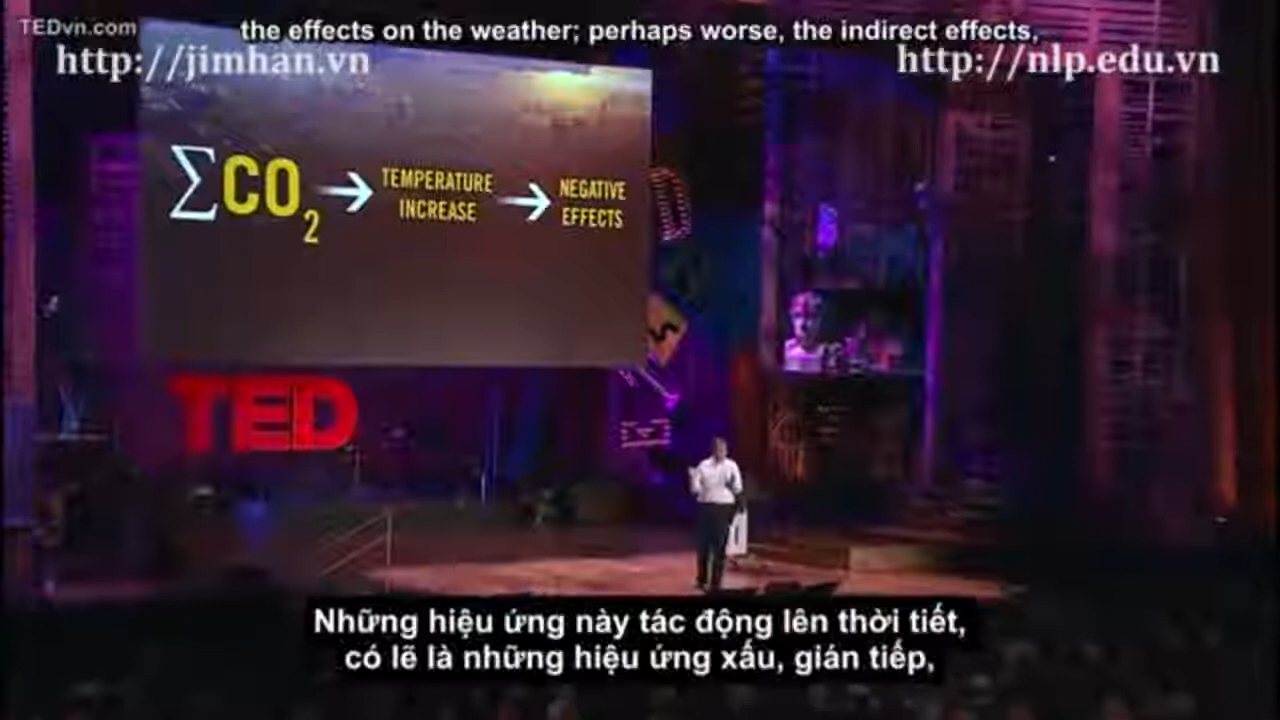 TEDvn.com
the effects on the weather; perhaps worse, the indirect effects,
http://jimhan.vn
http://nlp.edu.vn
ΣCO2 → TEMPERATURE INCREASE → NEGATIVE EFFECTS
TED
Những hiệu ứng này tác động lên thời tiết,
có lẽ là những hiệu ứng xấu, gián tiếp,